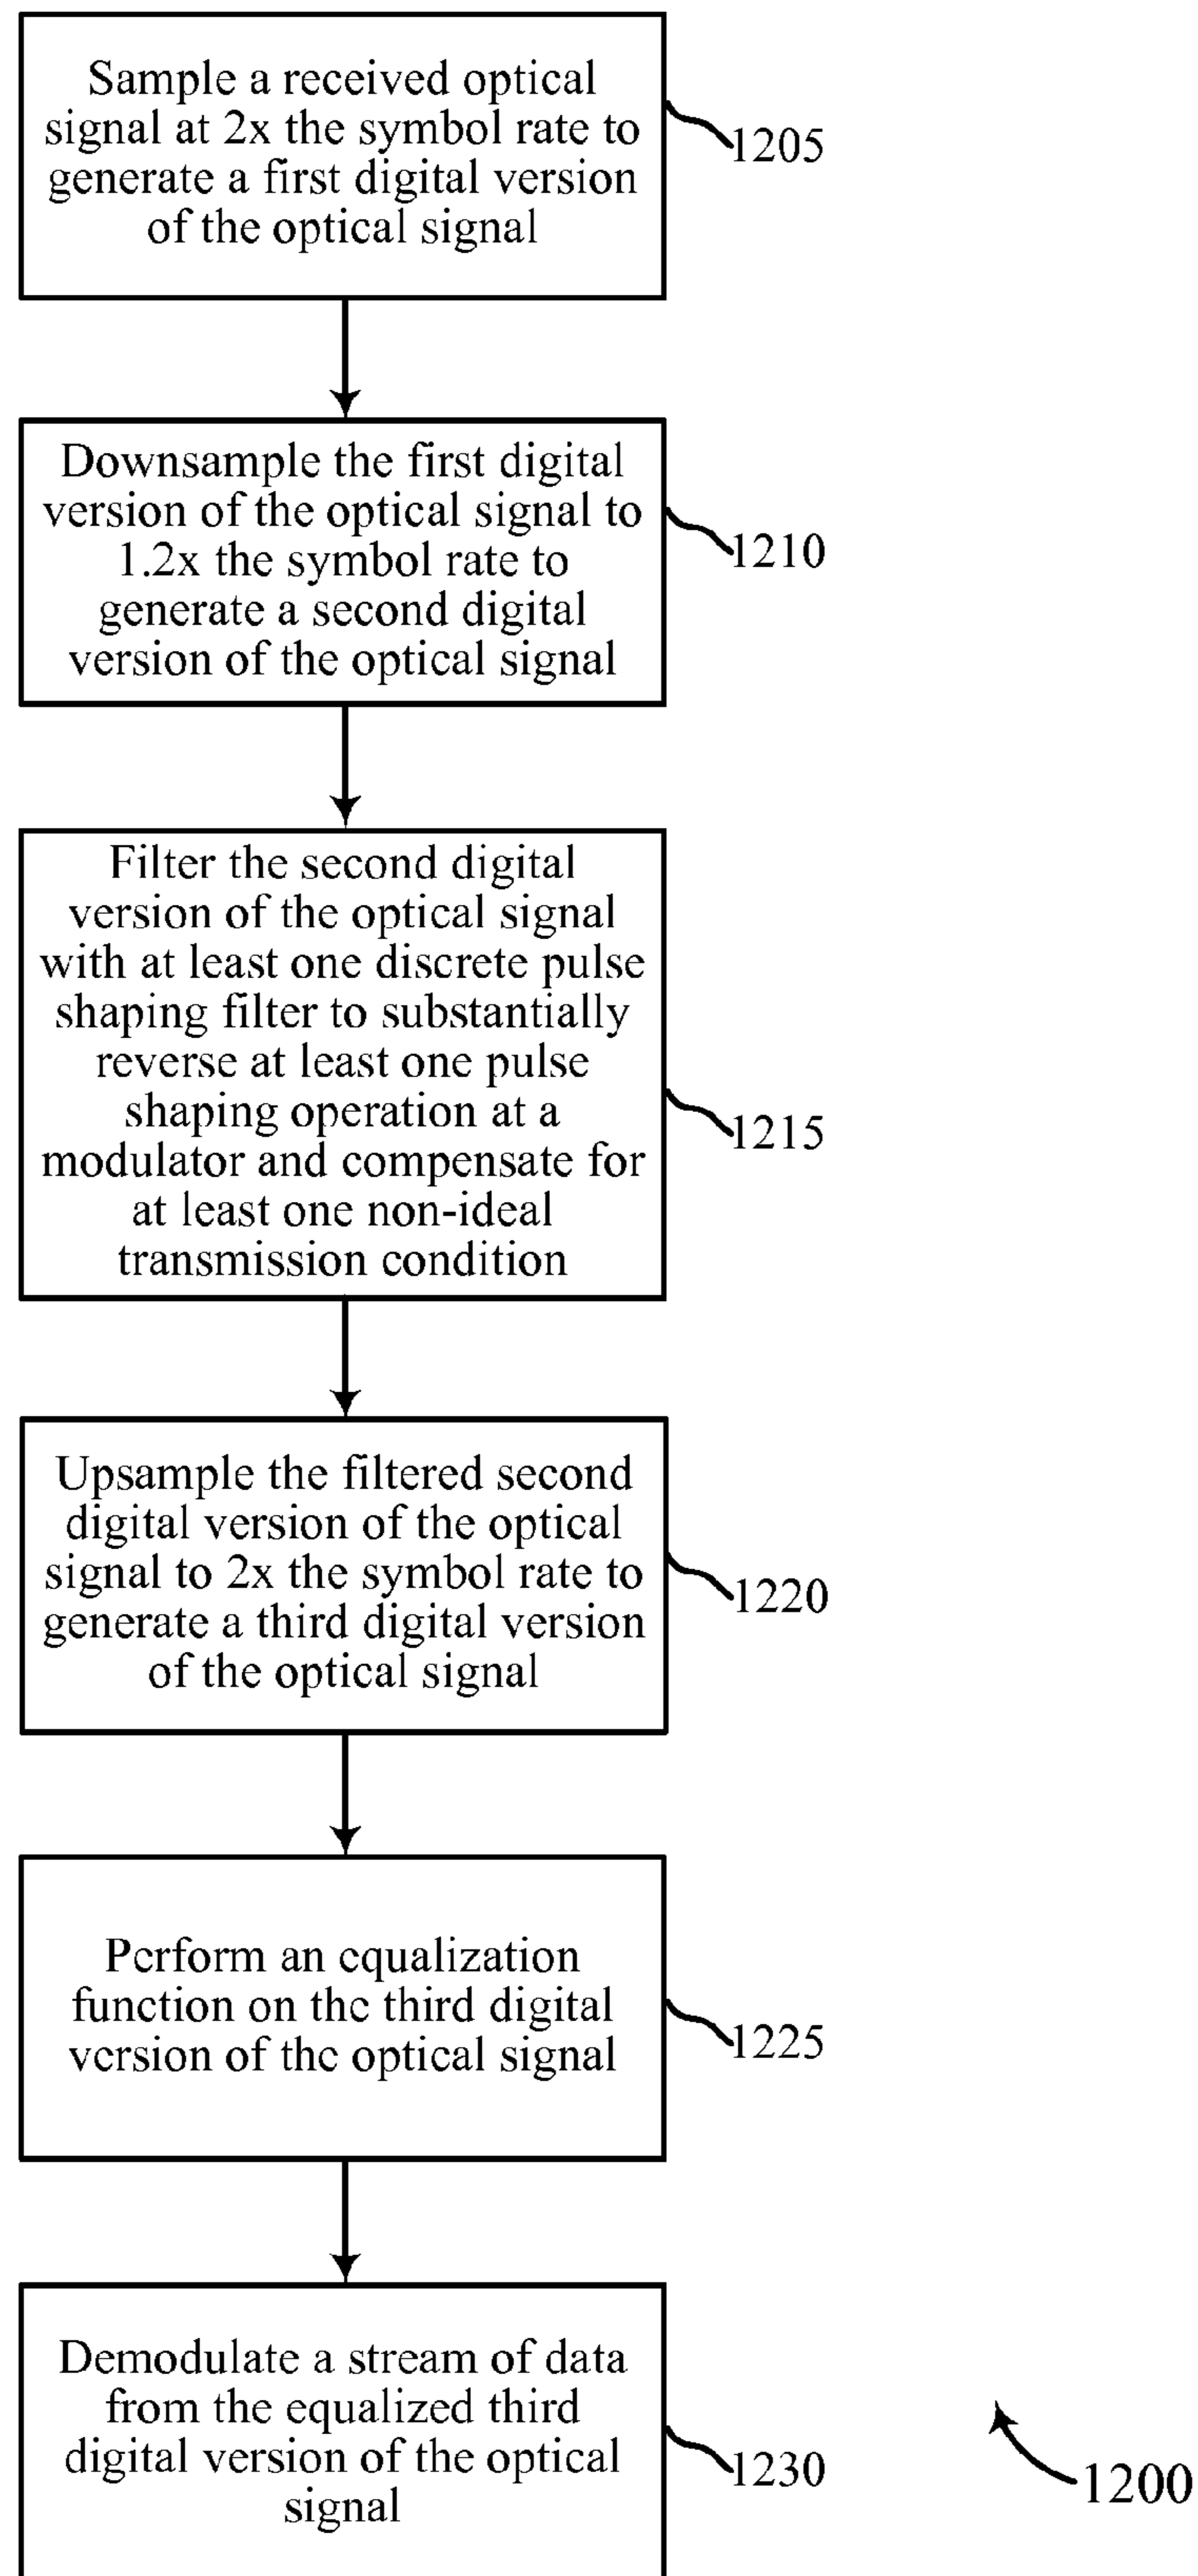 Sample a received optical
signal at 2x the symbol rate to
generate a first digital version
of the optical signal
1205
Downsample the first digital
version of the optical signal to
1.2x the symbol rate to
generate a second digital
version of the optical signal
1210
Filter the second digital
version of the optical signal
with at least one discrete pulse
shaping filter to substantially
reverse at least one pulse
shaping operation at a
modulator and compensate for
at least one non-ideal
transmission condition
1215
Upsample the filtered second
digital version of the optical
signal to 2x the symbol rate to
generate a third digital version
of the optical signal
1220
Perform an equalization
function on the third digital
version of the optical signal
1225
Demodulate a stream of data
from the equalized third
digital version of the optical
signal
1230
1200